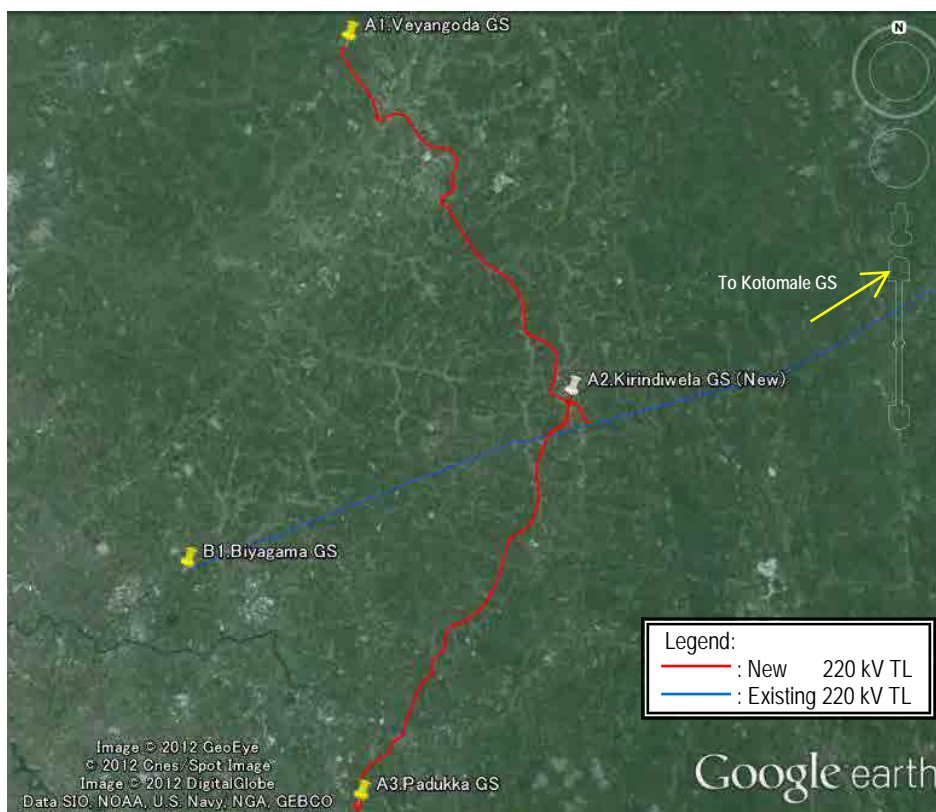 A1.Veyangoda GS
N
To Kotomale GS
A2.Kirindiwela GS (New)
B1.Biyagama GS
Legend:
: New 220 kV TL
: Existing 220 kV TL
Image © 2012 GeoEye
© 2012 Cnes/Spot Image
Image © 2012 DigitalGlobe
Data SIO, NOAA, U.S. Navy, NGA, GEBCO
A3.Padukka GS
Google earth